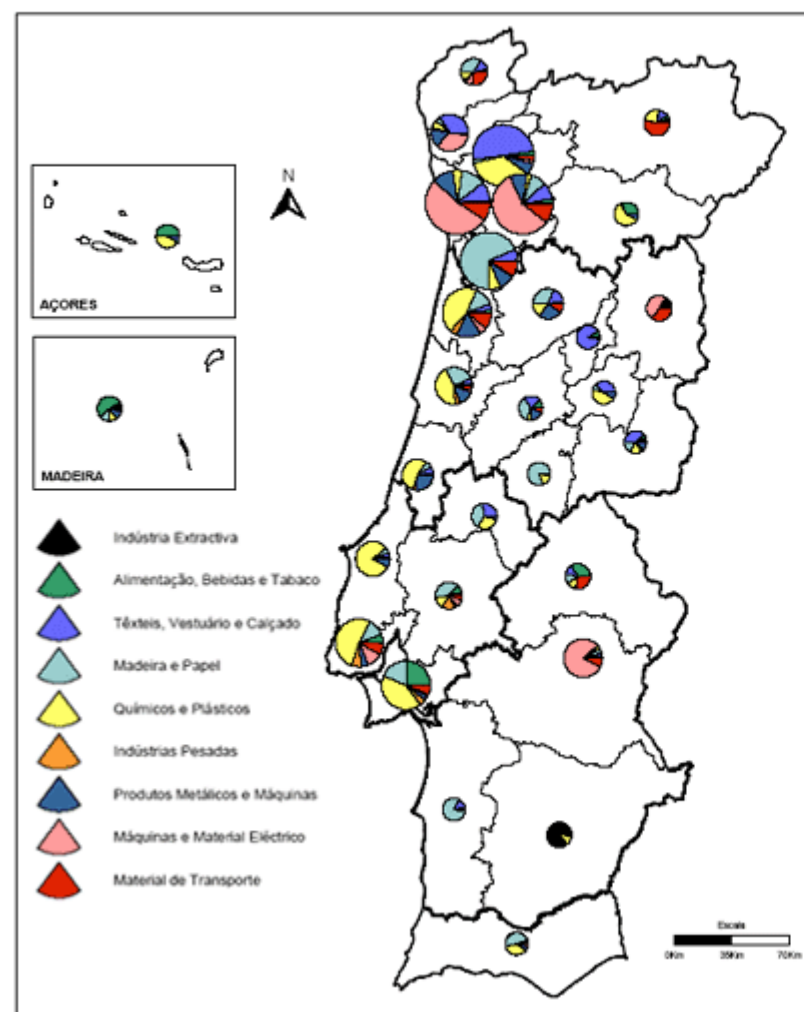 N
AÇORES
MADEIRA
Indústria Extractiva
Alimentação, Bebidas e Tabaco
Têxteis, Vestuário e Calçado
Madeira e Papel
Químicos e Plásticos
Indústrias Pesadas
Produtos Metálicos e Máquinas
Máquinas e Material Eléctrico
Material de Transporte
Escala
0Km 35Km 70Km